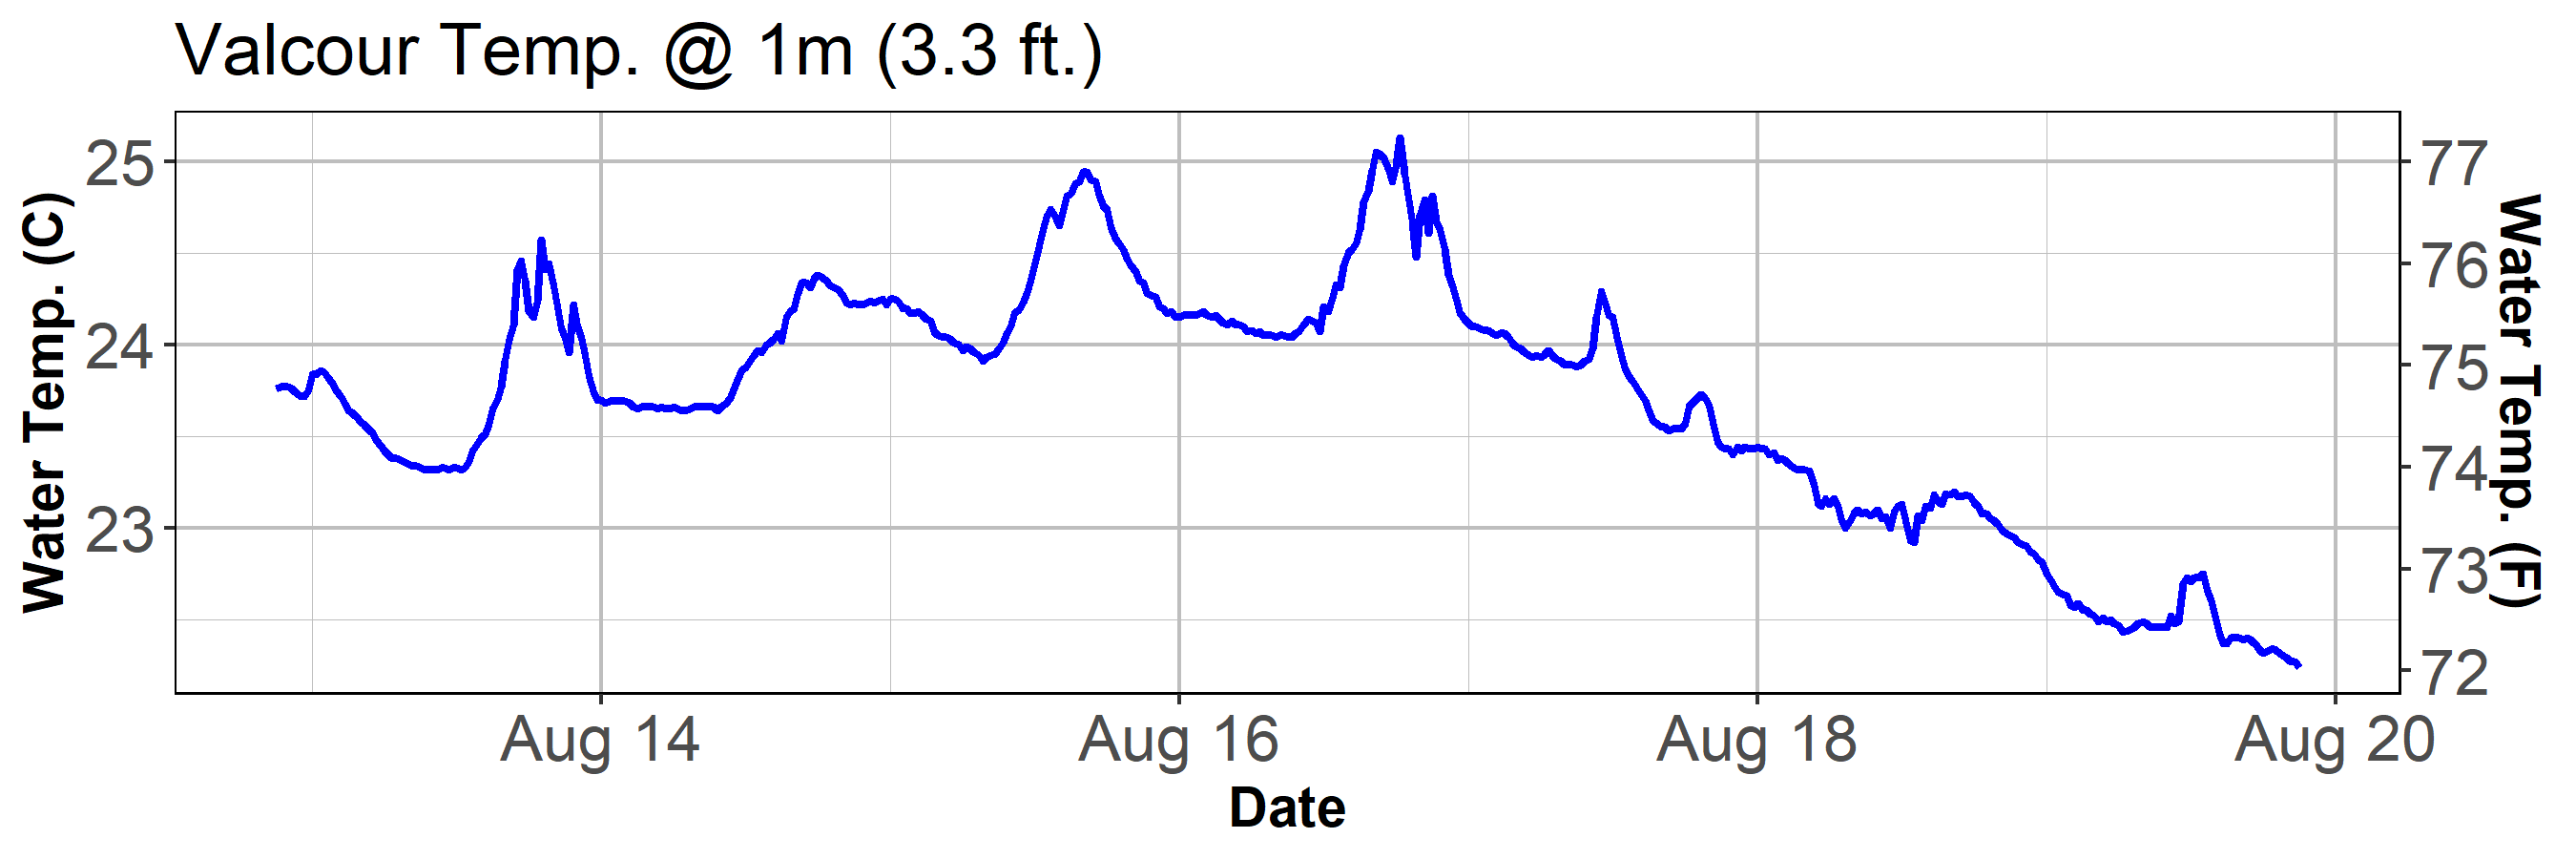 Valcour Temp. @ 1m (3.3 ft.)
Water Temp. (C)
25
24
23
77
76
75
74
73
72
Water Temp. (F)
Aug 14
Aug 16
Aug 18
Aug 20
Date